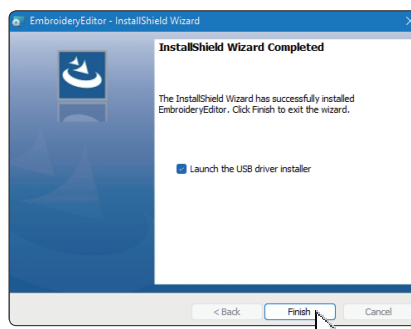 EmbroideryEditor - InstallShield Wizard
InstallShield Wizard Completed
The InstallShield Wizard has successfully installed
EmbroideryEditor. Click Finish to exit the wizard.
Launch the USB driver installer
< Back
Finish
Cancel